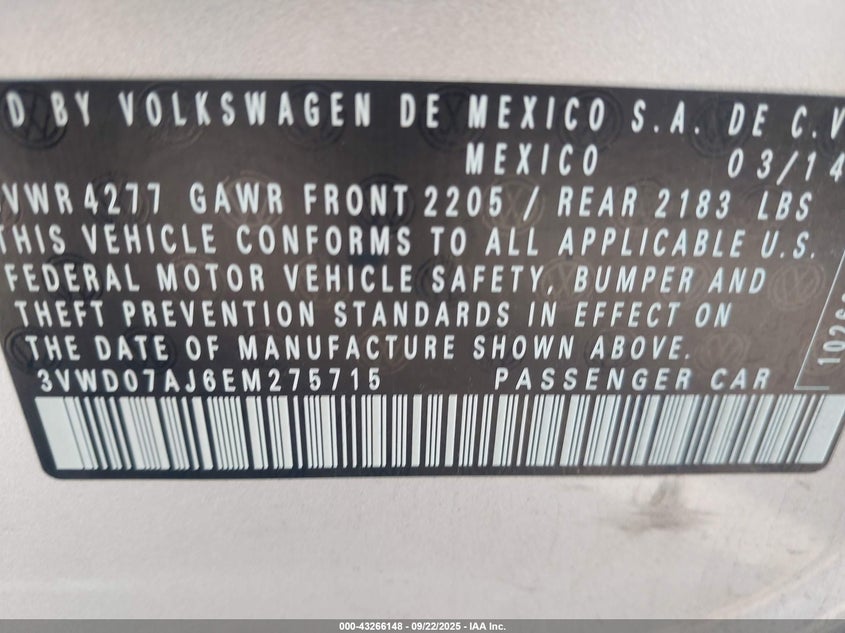 D BY VOLKSWAGEN DE MEXICO S.A. DE C.V
MEXICO 03/14
VWR 4277 GAWR FRONT 2205 / REAR 2183 LBS
THIS VEHICLE CONFORMS TO ALL APPLICABLE U.S.
FEDERAL MOTOR VEHICLE SAFETY, BUMPER AND
THEFT PREVENTION STANDARDS IN EFFECT ON
THE DATE OF MANUFACTURE SHOWN ABOVE.
3VWD07AJ6EM275715 PASSENGER CAR
1026
000-43266148 - 09/22/2025 - IAA Inc.